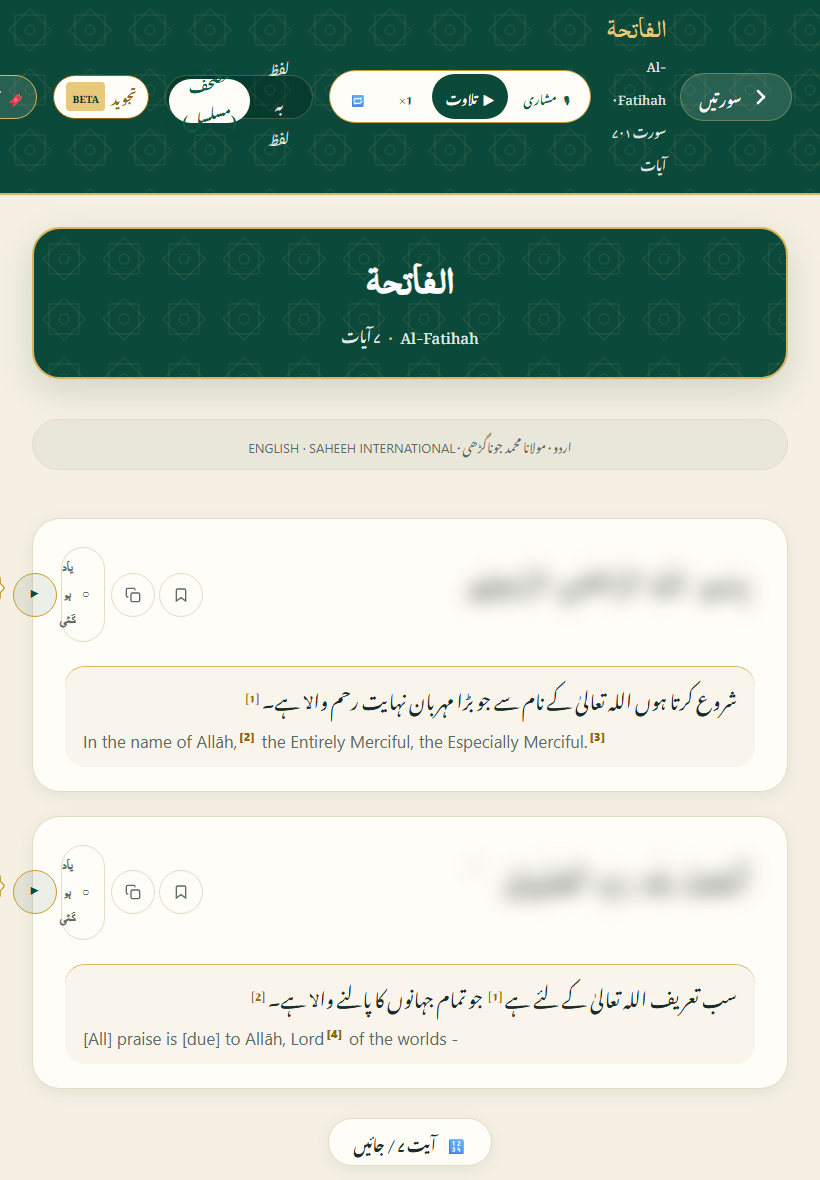 الفاتحة
Al-Fatihah·
سورت ۱ · ۷ آیات
سورتیں
مشاری
▶ تلاوت
×1
لفظ بہ لفظ
مصحف (مسلسل)
تجوید BETA
الفاتحة
Al-Fatihah · ۷ آیات
اردو · مولانا محمد جوناگڑھی · ENGLISH · SAHEEH INTERNATIONAL
○ یاد ہو گئی
شروع کرتا ہوں اللہ تعالیٰ کے نام سے جو بڑا مہربان نہایت رحم والا ہے۔ [1]
In the name of Allāh,[2] the Entirely Merciful, the Especially Merciful.[3]
○ یاد ہو گئی
سب تعریف اللہ تعالیٰ کے لئے ہے [1] جو تمام جہانوں کا پالنے والا ہے۔ [2]
[All] praise is [due] to Allāh, Lord[4] of the worlds -
آیت ۷ / جائیں